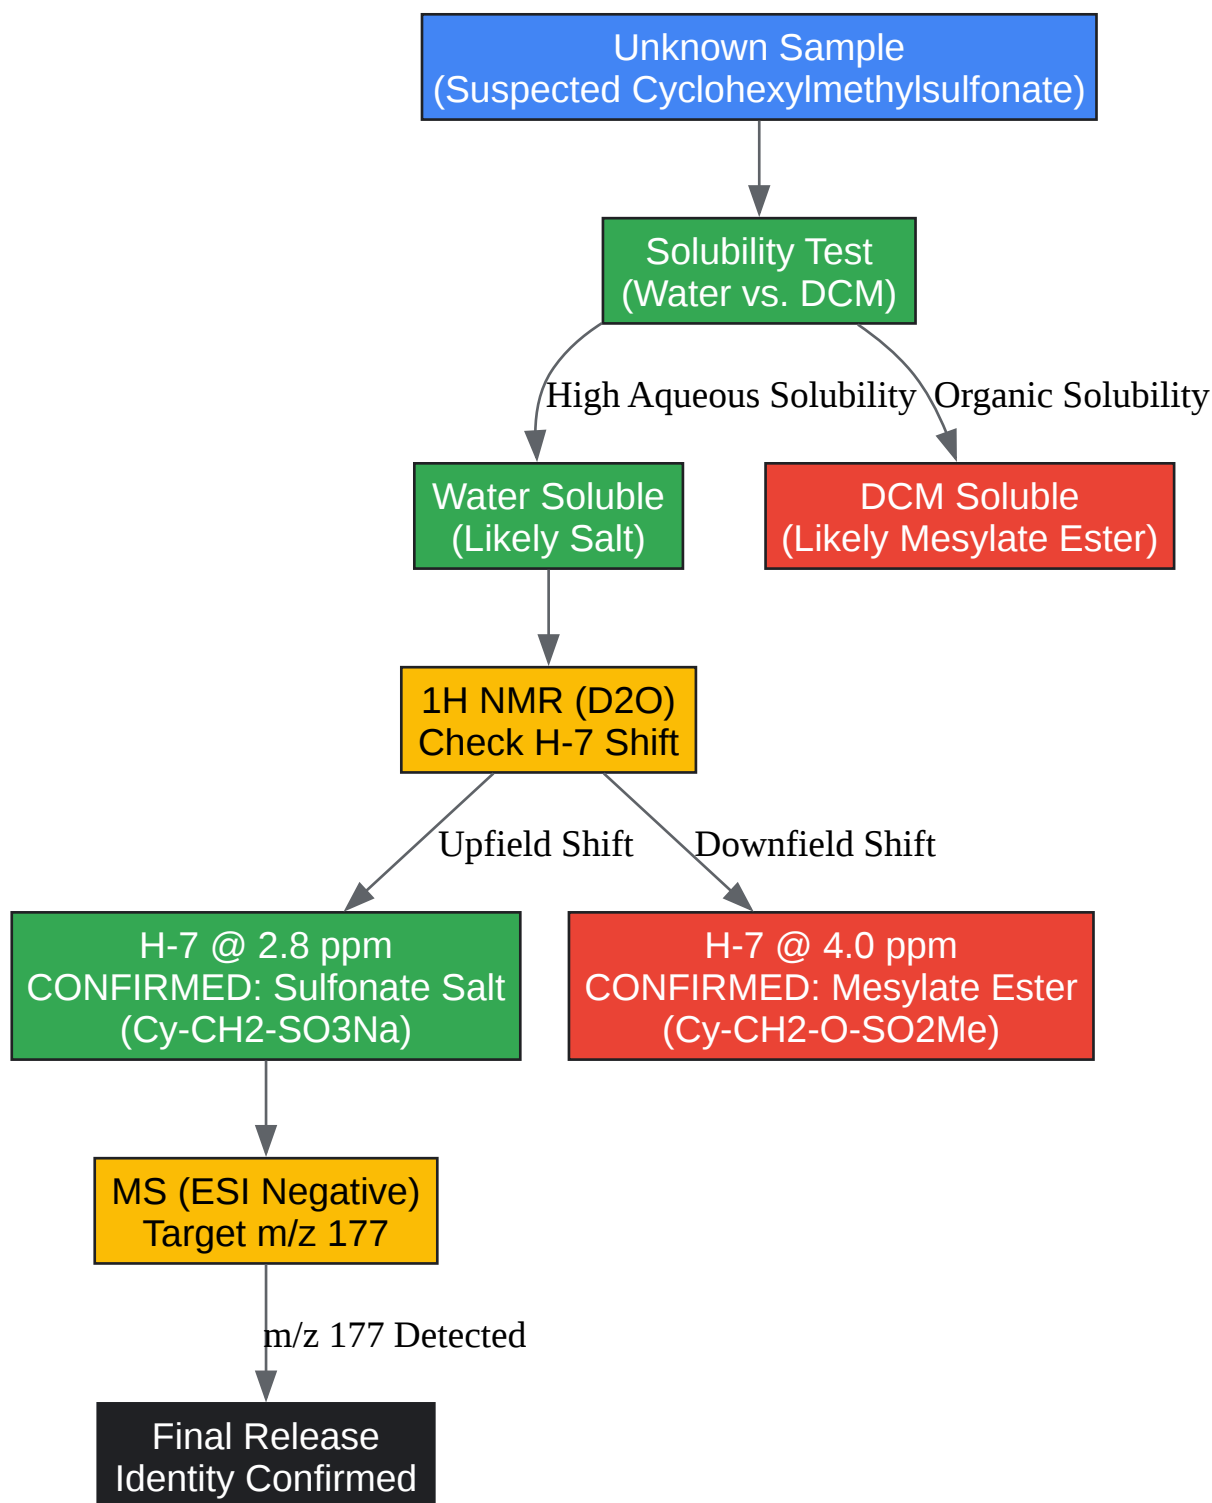 Unknown Sample
(Suspected Cyclohexylmethylsulfonate)
Solubility Test
(Water vs. DCM)
High Aqueous Solubility
Organic Solubility
Water Soluble
(Likely Salt)
DCM Soluble
(Likely Mesylate Ester)
1H NMR (D2O)
Check H-7 Shift
Upfield Shift
Downfield Shift
H-7 @ 2.8 ppm
CONFIRMED: Sulfonate Salt
(Cy-CH2-SO3Na)
H-7 @ 4.0 ppm
CONFIRMED: Mesylate Ester
(Cy-CH2-O-SO2Me)
MS (ESI Negative)
Target m/z 177
m/z 177 Detected
Final Release
Identity Confirmed